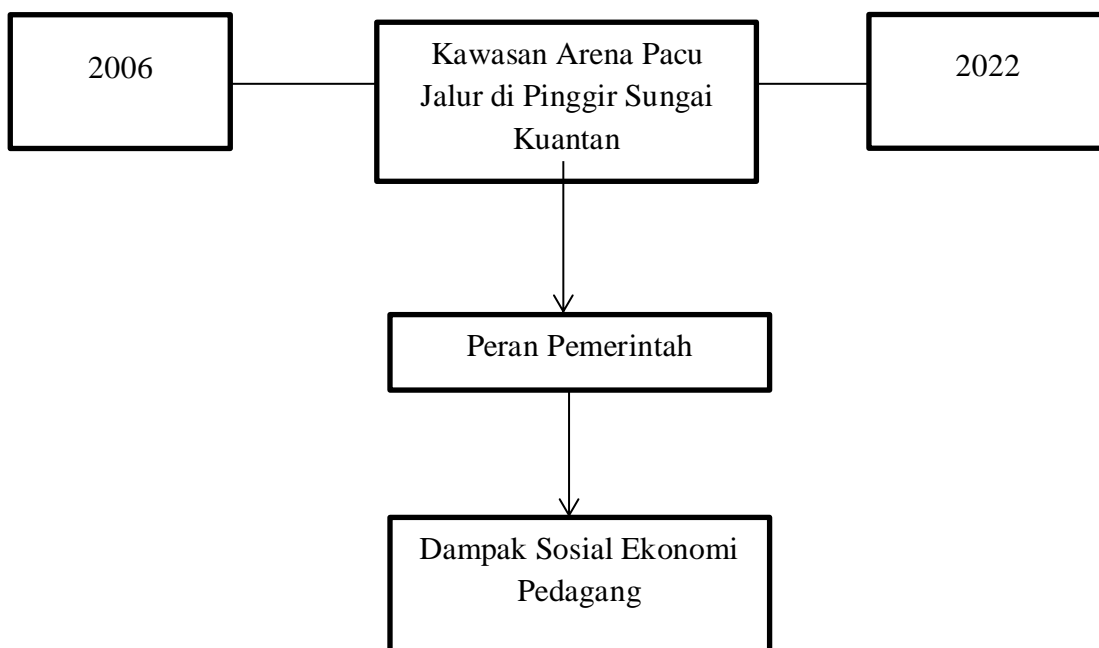 2006
Kawasan Arena Pacu
Jalur di Pinggir Sungai
Kuantan
2022
Peran Pemerintah
Dampak Sosial Ekonomi
Pedagang